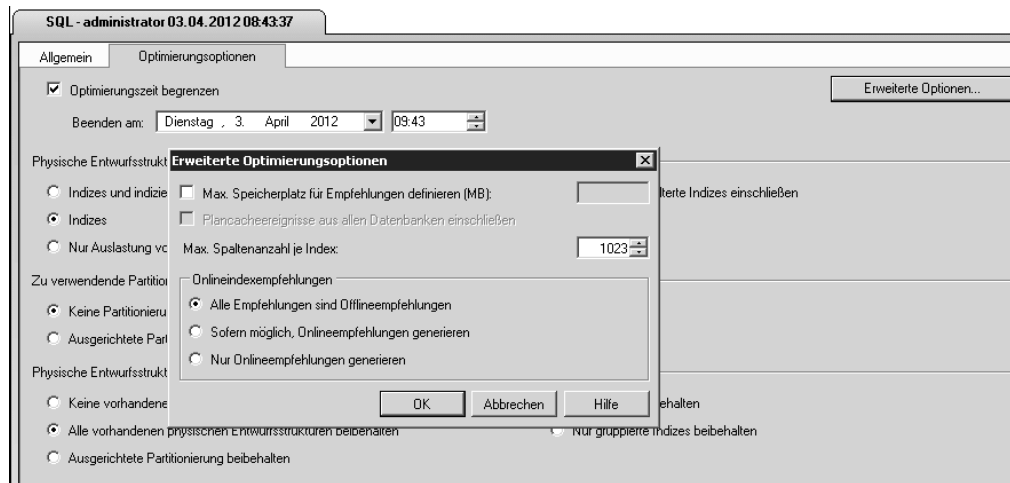 SQL - administrator 03.04.2012 08:43:37
Allgemein Optimierungsoptionen
Optimierungszeit begrenzen
Erweiterte Optionen...
Beenden am: Dienstag , 3. April 2012 09:43
Physische Entwurfsstrukt
Erweiterte Optimierungsoptionen
Indizes und indizie
Max. Speicherplatz für Empfehlungen definieren (MB):
lterte Indizes einschließen
Indizes
Plancacheereignisse aus allen Datenbanken einschließen
Nur Auslastung vo
Max. Spaltenanzahl je Index: 1023
Zu verwendende Partitio
Onlineindexempfehlungen
Keine Partitionieru
Alle Empfehlungen sind Offlineempfehlungen
Ausgerichtete Part
Sofern möglich, Onlineempfehlungen generieren
Nur Onlineempfehlungen generieren
Physische Entwurfsstrukt
Keine vorhandene
OK Abbrechen Hilfe
ehalten
Alle vorhandenen physischen Entwurfsstrukturen beibehalten
Nur gruppierte Indizes beibehalten
Ausgerichtete Partitionierung beibehalten